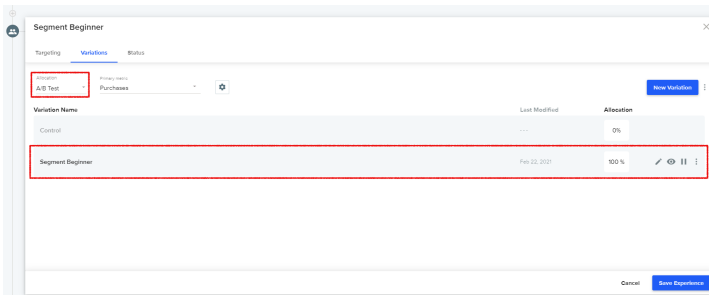 Segment Beginner
Targeting Variations Status
Allocation Primary metric
A/B Test Purchases
New Variation
Variation Name Last Modified Allocation
Control --- 0%
Segment Beginner Feb 22, 2021 100 %
Cancel Save Experience